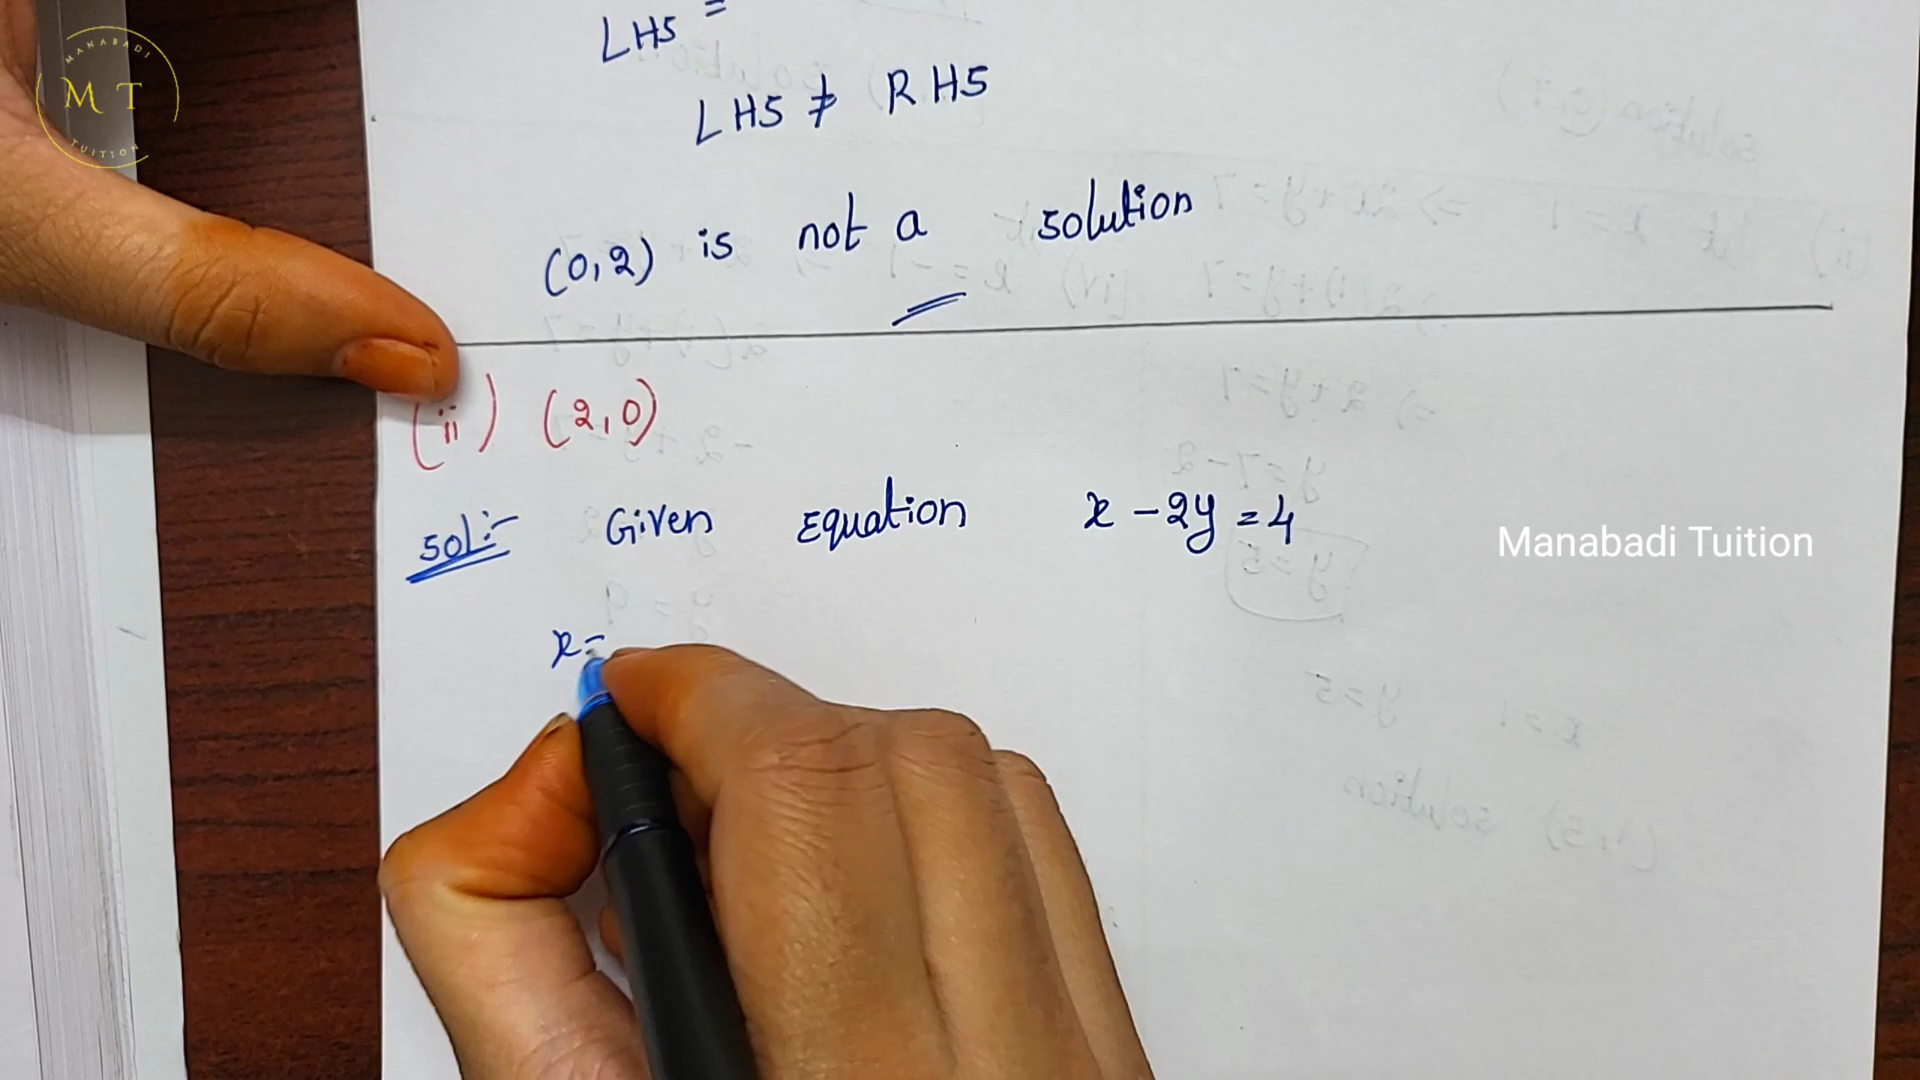 MANABADI
M T
TUITION
LHS =
LHS ≠ RHS
(0,2) is not a solution
(ii) (2,0)
Sol:- Given Equation x - 2y = 4
Manabadi Tuition
x =